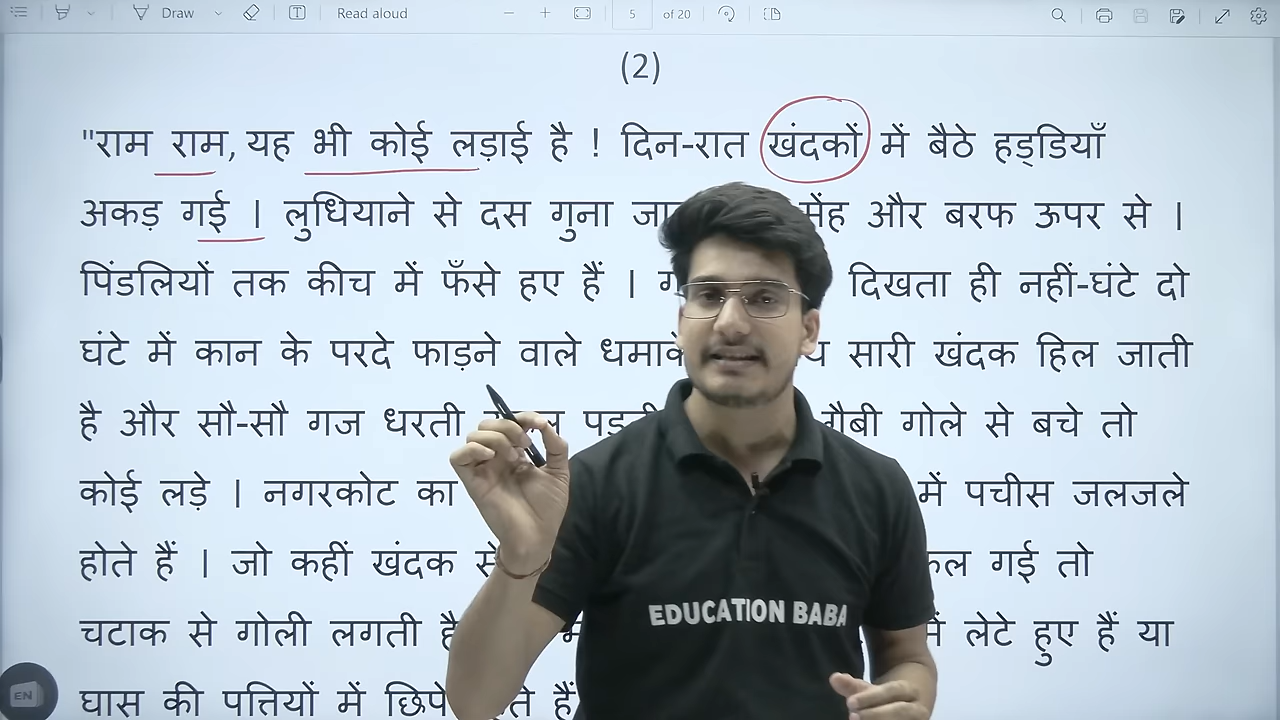 Draw
Read aloud
5
of 20
(2)
"राम राम, यह भी कोई लड़ाई है ! दिन-रात खंदकों में बैठे हड्डियाँ
अकड़ गई । लुधियाने से दस गुना मेंह और बरफ ऊपर से ।
पिंडलियों तक कीच में फँसे हुए हैं । दिखता ही नहीं-घंटे दो
घंटे में कान के परदे फाड़ने वाले धमाके सारी खंदक हिल जाती
है और सौ-सौ गज धरती गैबी गोले से बचे तो
कोई लड़े । नगरकोट का में पचीस जलजले
होते हैं । जो कहीं खंदक से गई तो
चटाक से गोली लगती है में लेटे हुए हैं या
घास की पत्तियों में छिपे हैं
EDUCATION BABA
EN